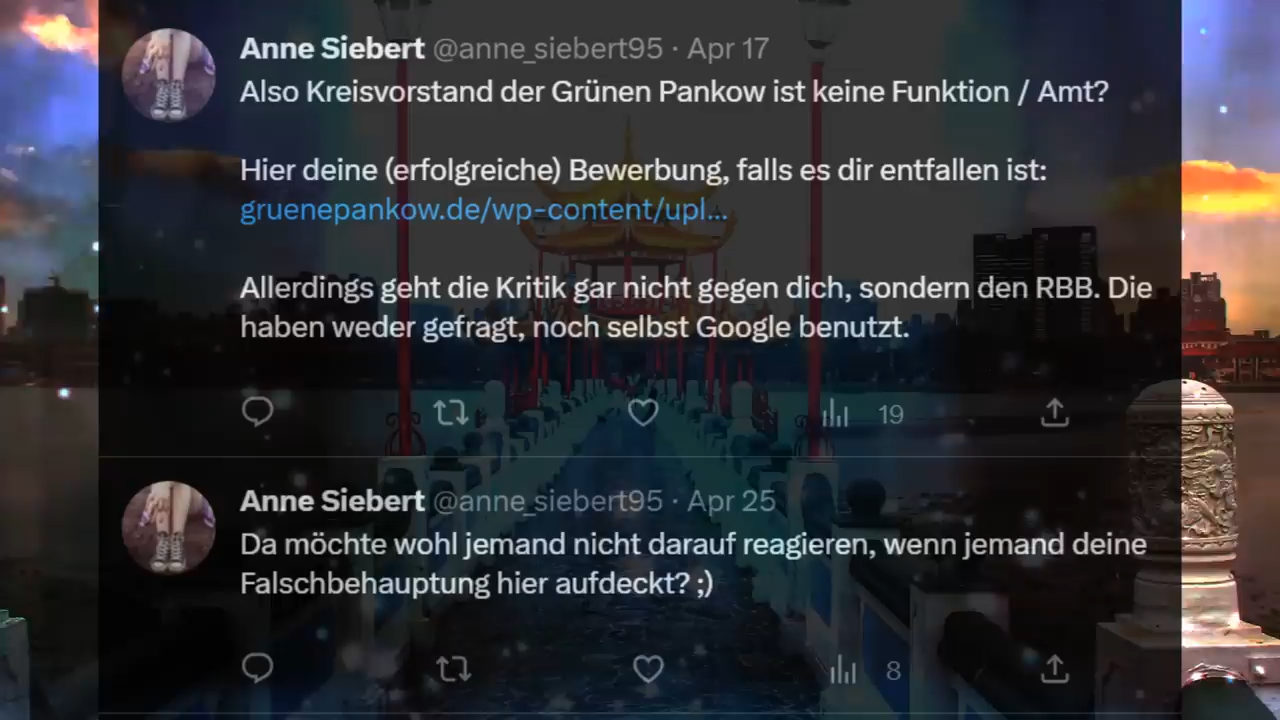 Anne Siebert @anne_siebert95 · Apr 17
Also Kreisvorstand der Grünen Pankow ist keine Funktion / Amt?
Hier deine (erfolgreiche) Bewerbung, falls es dir entfallen ist:
gruenepankow.de/wp-content/upl...
Allerdings geht die Kritik gar nicht gegen dich, sondern den RBB. Die
haben weder gefragt, noch selbst Google benutzt.
19
Anne Siebert @anne_siebert95 · Apr 25
Da möchte wohl jemand nicht darauf reagieren, wenn jemand deine
Falschbehauptung hier aufdeckt? ;)
8